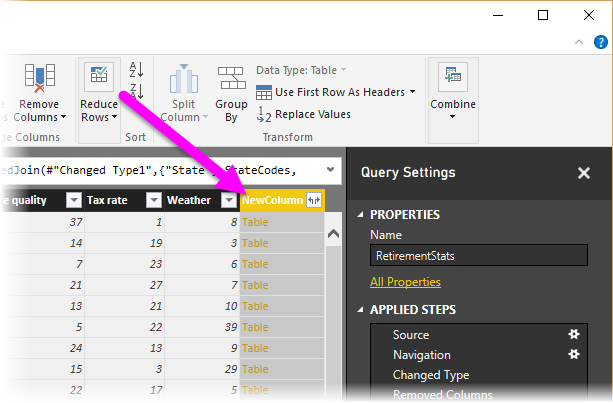 Remove
Columns
Reduce
Rows
Split
Column
Group
By
Data Type: Table
Use First Row As Headers
Replace Values
Combine
ge Columns
Sort
Transform
edJoin(#"Changed Type1",{"State StateCodes,
e quality Tax rate Weather NewColumn
37 1 8 Table
14 19 3 Table
7 23 6 Table
21 27 7 Table
13 21 10 Table
5 22 39 Table
24 13 9 Table
15 3 29 Table
22 17 5 Table
Query Settings
PROPERTIES
Name
RetirementStats
All Properties
APPLIED STEPS
Source
Navigation
Changed Type
Removed Columns